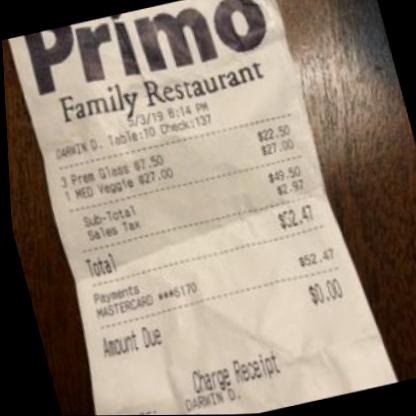 Primo
Family Restaurant
5/3/19 8:14 PM
DARWIN D. Table:10 Check:137
3 Prem Glass $7.50 $22.50
1 MED Veggie $27.00 $27.00
Sub-Total $49.50
Sales Tax $2.97
Total $52.47
Payments
MASTERCARD ***5170 $52.47
Amount Due $0.00
Charge Receipt
DARWIN D.